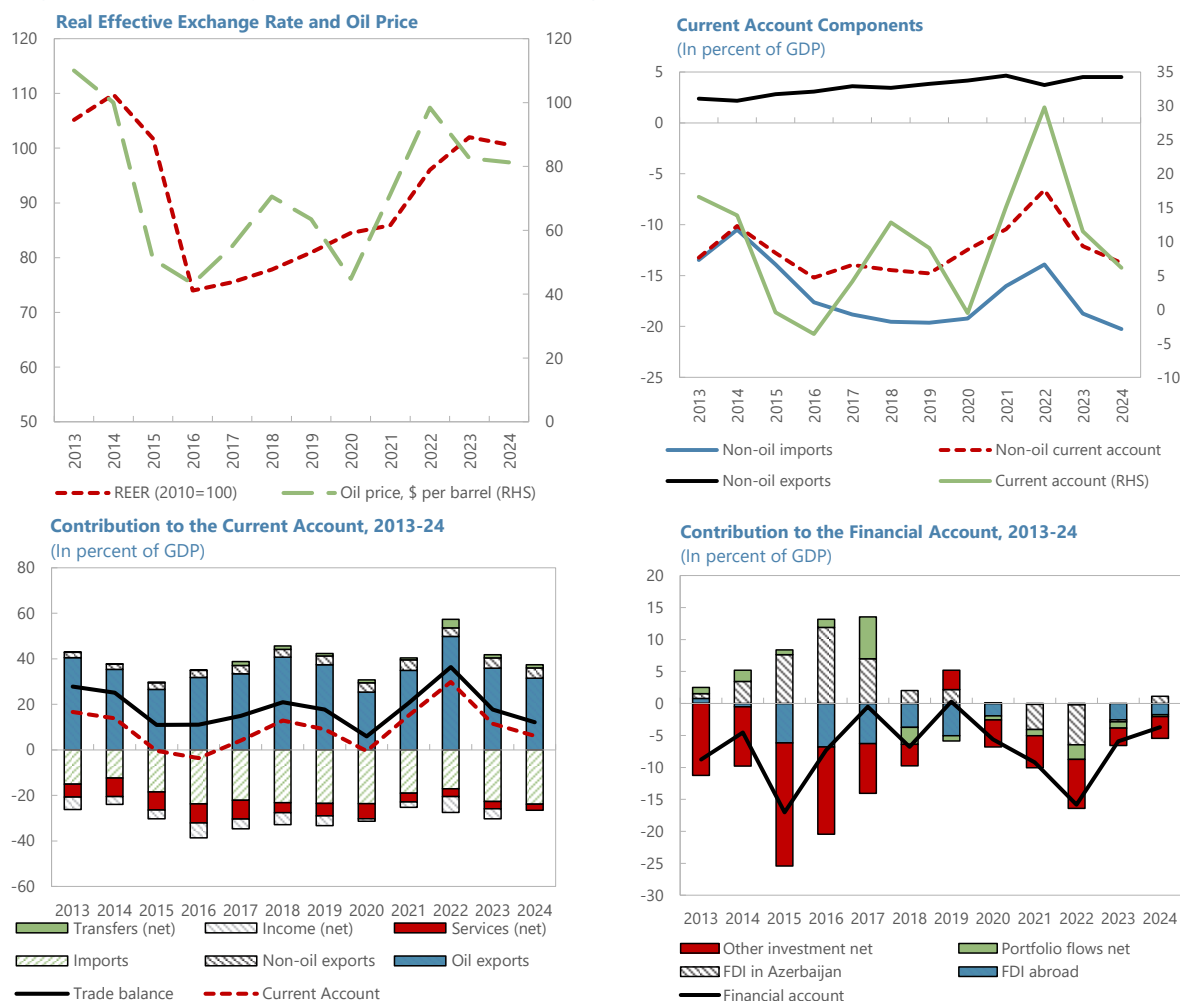 Real Effective Exchange Rate and Oil Price
120
110
100
90
80
70
60
50
120
100
80
60
40
20
0
2013
2014
2015
2016
2017
2018
2019
2020
2021
2022
2023
2024
REER (2010=100)
Oil price, $ per barrel (RHS)
Current Account Components
(In percent of GDP)
5
0
-5
-10
-15
-20
-25
35
30
25
20
15
10
5
0
-5
-10
2013
2014
2015
2016
2017
2018
2019
2020
2021
2022
2023
2024
Non-oil imports
Non-oil current account
Non-oil exports
Current account (RHS)
Contribution to the Current Account, 2013-24
(In percent of GDP)
80
60
40
20
0
-20
-40
-60
2013 2014 2015 2016 2017 2018 2019 2020 2021 2022 2023 2024
Transfers (net)
Income (net)
Services (net)
Imports
Non-oil exports
Oil exports
Trade balance
Current Account
Contribution to the Financial Account, 2013-24
(In percent of GDP)
20
15
10
5
0
-5
-10
-15
-20
-25
-30
2013 2014 2015 2016 2017 2018 2019 2020 2021 2022 2023 2024
Other investment net
Portfolio flows net
FDI in Azerbaijan
FDI abroad
Financial account